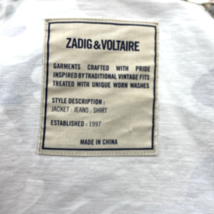 ZADIG & VOLTAIRE
GARMENTS CRAFTED WITH PRIDE
INSPIRED BY TRADITIONAL VINTAGE FITS
TREATED WITH UNIQUE WORN WASHES
STYLE DESCRIPTION :
JACKET . JEANS . SHIRT
ESTABLISHED : 1997
MADE IN CHINA